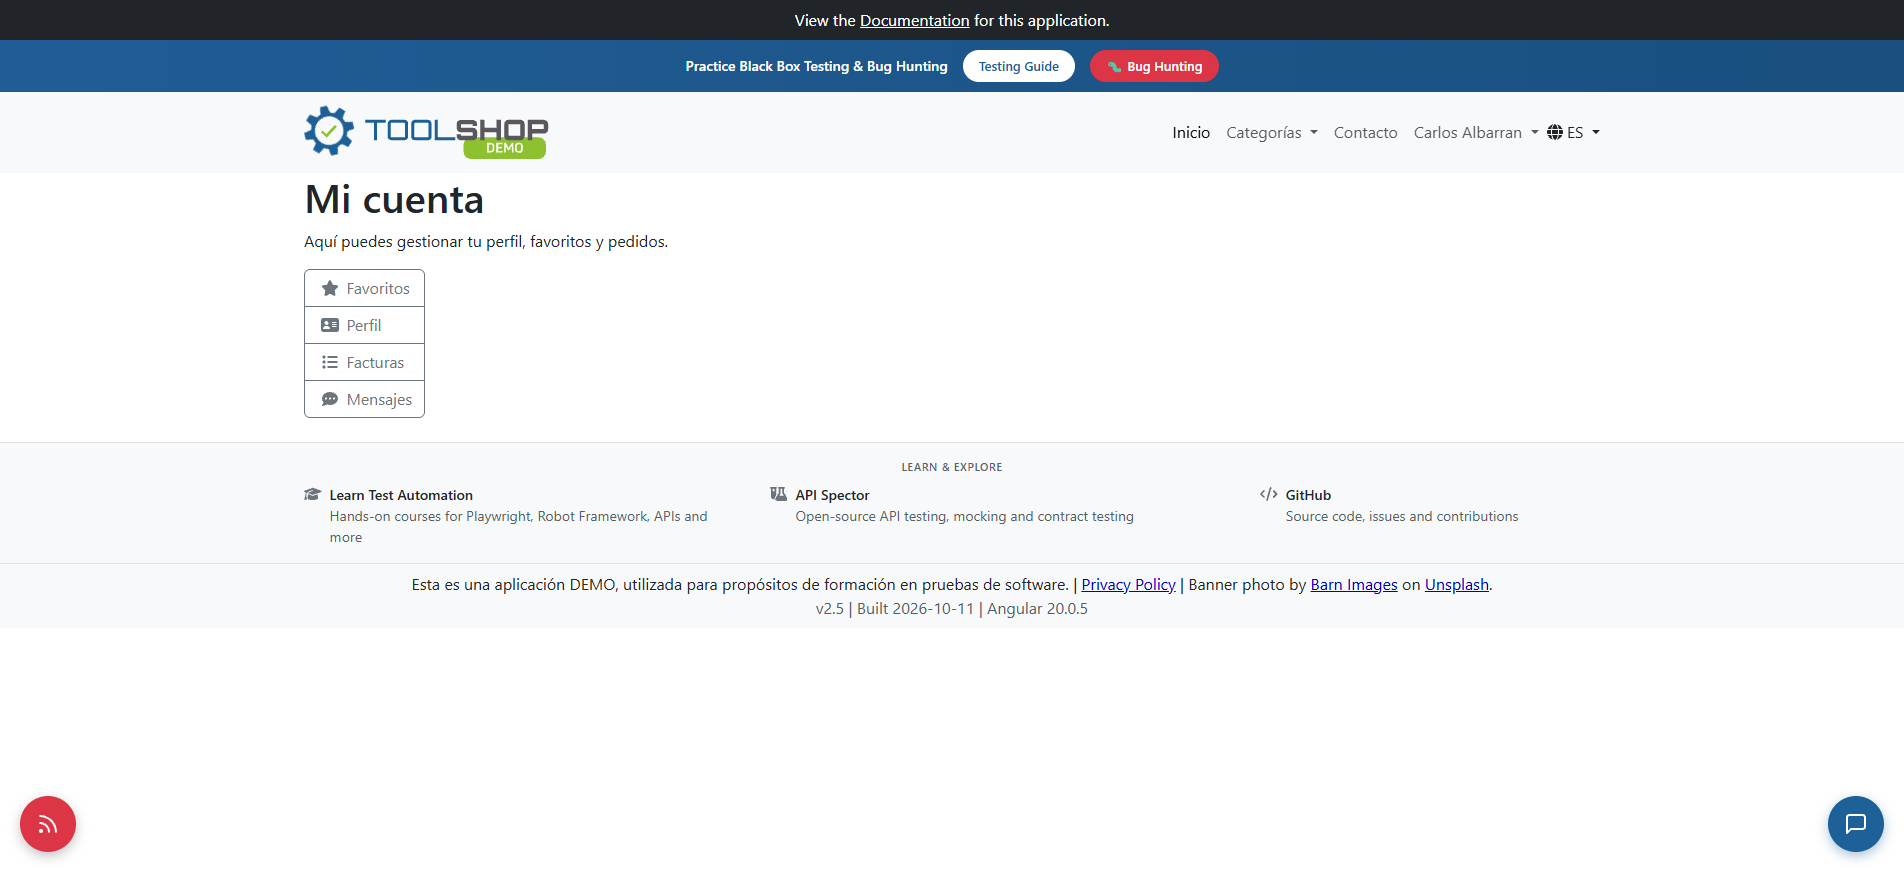 View the Documentation for this application.
Practice Black Box Testing & Bug Hunting Testing Guide Bug Hunting
TOOLSHOP
DEMO
Inicio Categorías Contacto Carlos Albarran ES
Mi cuenta
Aquí puedes gestionar tu perfil, favoritos y pedidos.
Favoritos
Perfil
Facturas
Mensajes
LEARN & EXPLORE
Learn Test Automation
Hands-on courses for Playwright, Robot Framework, APIs and
more
API Spector
Open-source API testing, mocking and contract testing
GitHub
Source code, issues and contributions
Esta es una aplicación DEMO, utilizada para propósitos de formación en pruebas de software. | Privacy Policy | Banner photo by Barn Images on Unsplash.
v2.5 | Built 2026-10-11 | Angular 20.0.5